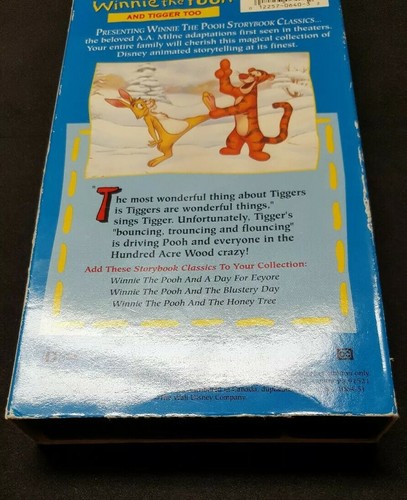 Winnie the Pooh
AND TIGGER TOO
PRESENTING WINNIE THE POOH STORYBOOK CLASSICS...
the beloved A.A. Milne adaptations first seen in theaters.
Your entire family will cherish this magical collection of
Disney animated storytelling at its finest.
"The most wonderful thing about Tiggers
is Tiggers are wonderful things,"
sings Tigger. Unfortunately, Tigger's
"bouncing, trouncing and flouncing"
is driving Pooh and everyone in the
Hundred Acre Wood crazy!
Add These Storybook Classics To Your Collection:
Winnie The Pooh And A Day For Eeyore
Winnie The Pooh And The Blustery Day
Winnie The Pooh And The Honey Tree
only
Canada.
The Walt Disney Company